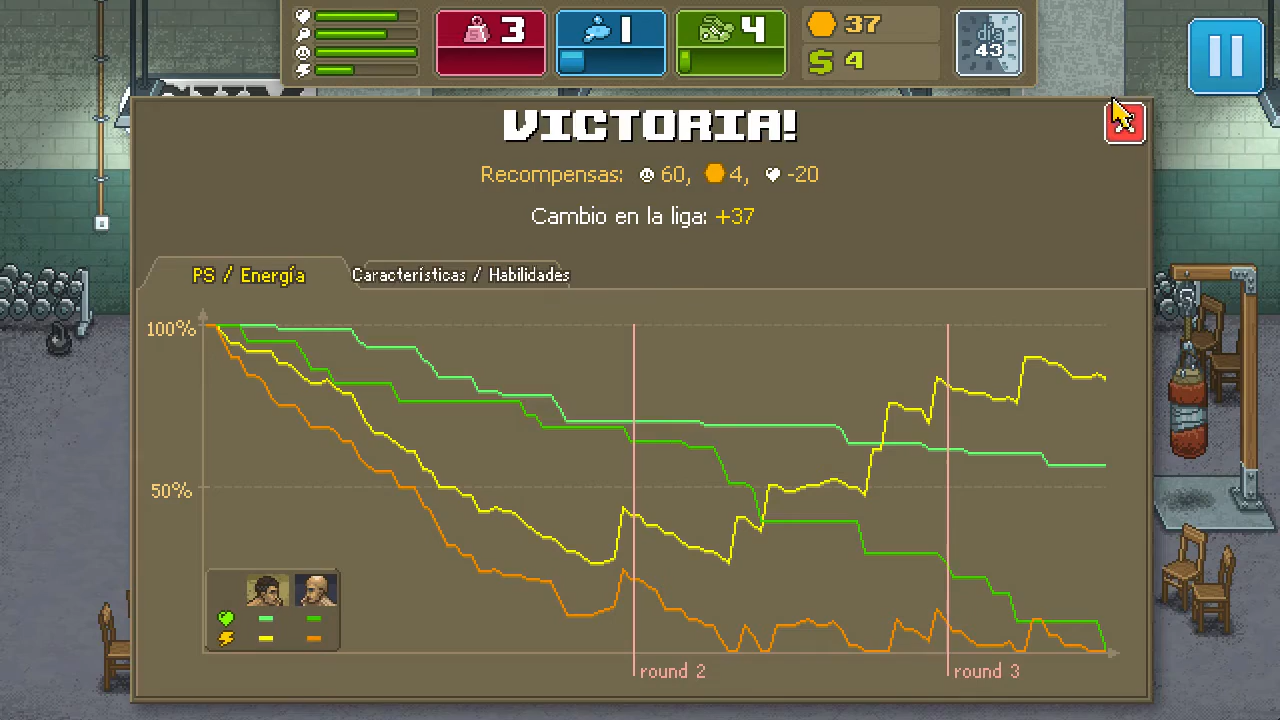 3
1
4
37
$ 4
día
43
VICTORIA!
Recompensas: 60, 4, -20
Cambio en la liga: +37
PS / Energía
Características / Habilidades
100%
50%
round 2
round 3